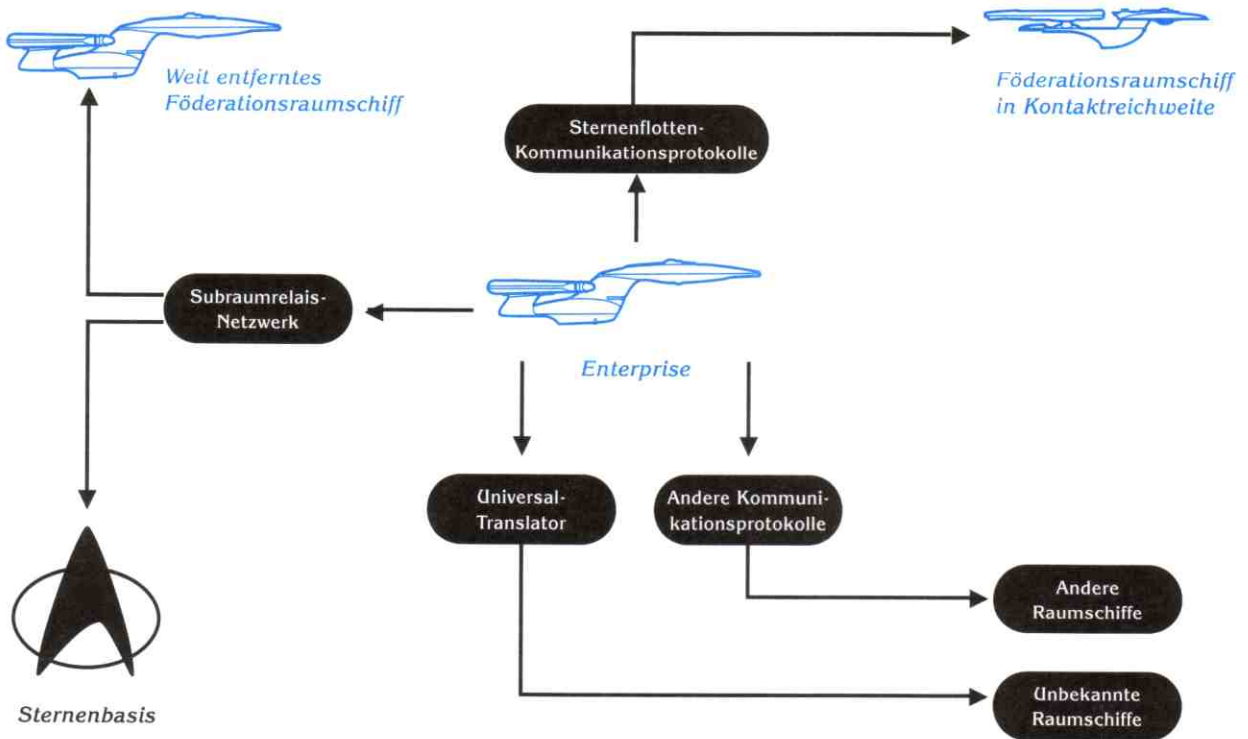 Weit entferntes
Föderationsraumschiff
Föderationsraumschiff
in Kontaktreichweite
Sternenflotten-
Kommunikationsprotokolle
Subraumrelais-
Netzwerk
Enterprise
Universal-
Translator
Andere Kommuni-
kationsprotokolle
Andere
Raumschiffe
Sternenbasis
Unbekannte
Raumschiffe